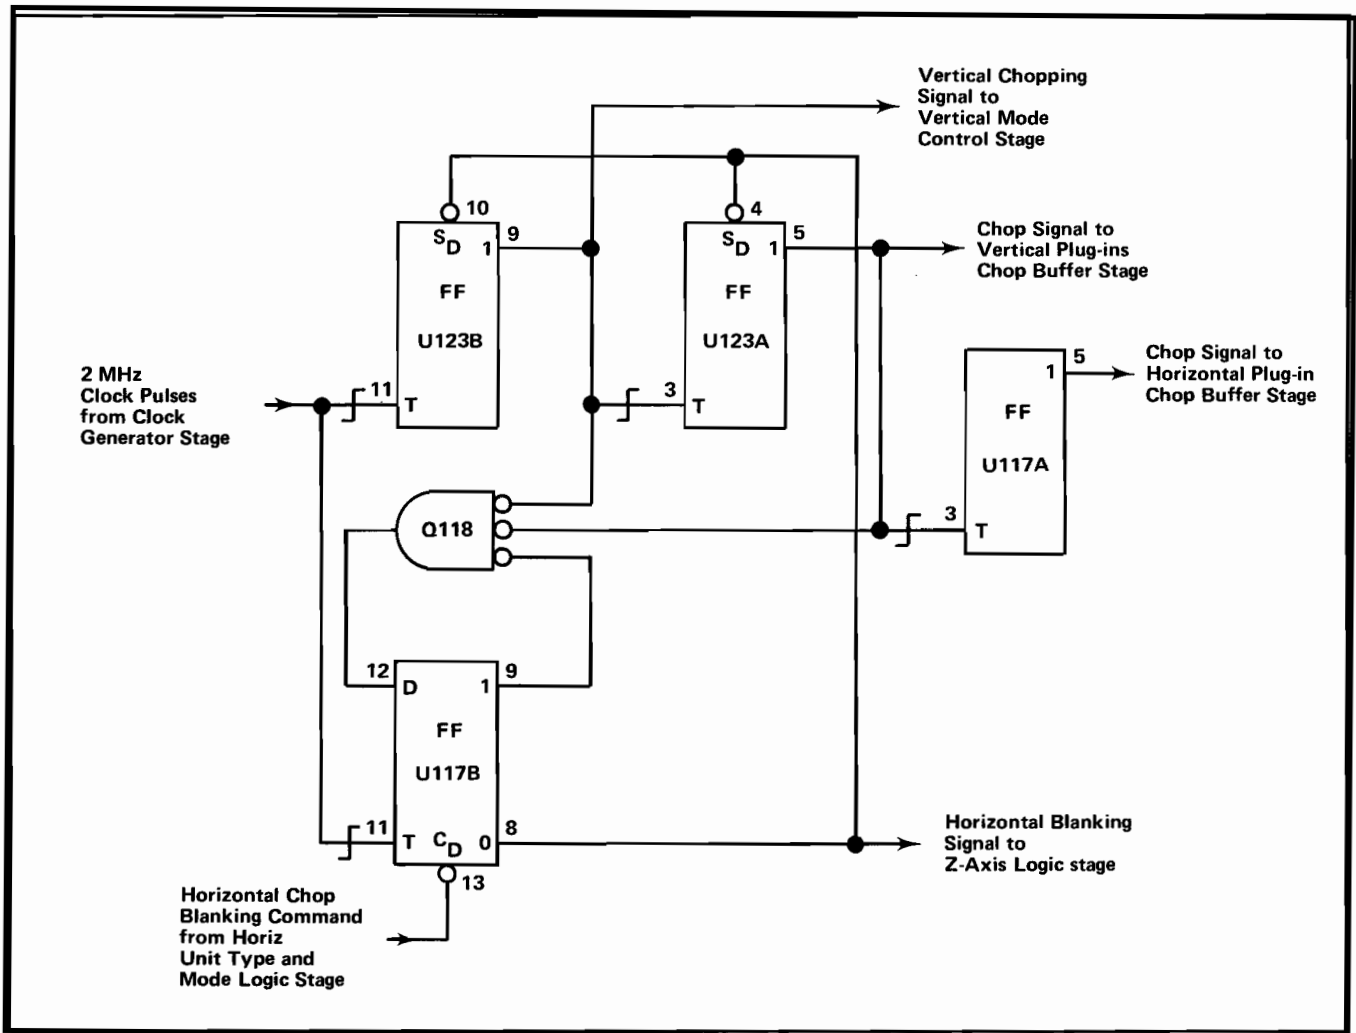 Vertical Chopping
Signal to
Vertical Mode
Control Stage
10
4
9
5
S_D 1
S_D 1
Chop Signal to
Vertical Plug-ins
Chop Buffer Stage
FF
FF
U123B
U123A
5
1
Chop Signal to
Horizontal Plug-in
Chop Buffer Stage
2 MHz
Clock Pulses
from Clock
Generator Stage
11
T
3
T
FF
U117A
3
T
Q118
12
9
D 1
FF
U117B
11
8
T C_D 0
13
Horizontal Blanking
Signal to
Z-Axis Logic stage
Horizontal Chop
Blanking Command
from Horiz
Unit Type and
Mode Logic Stage